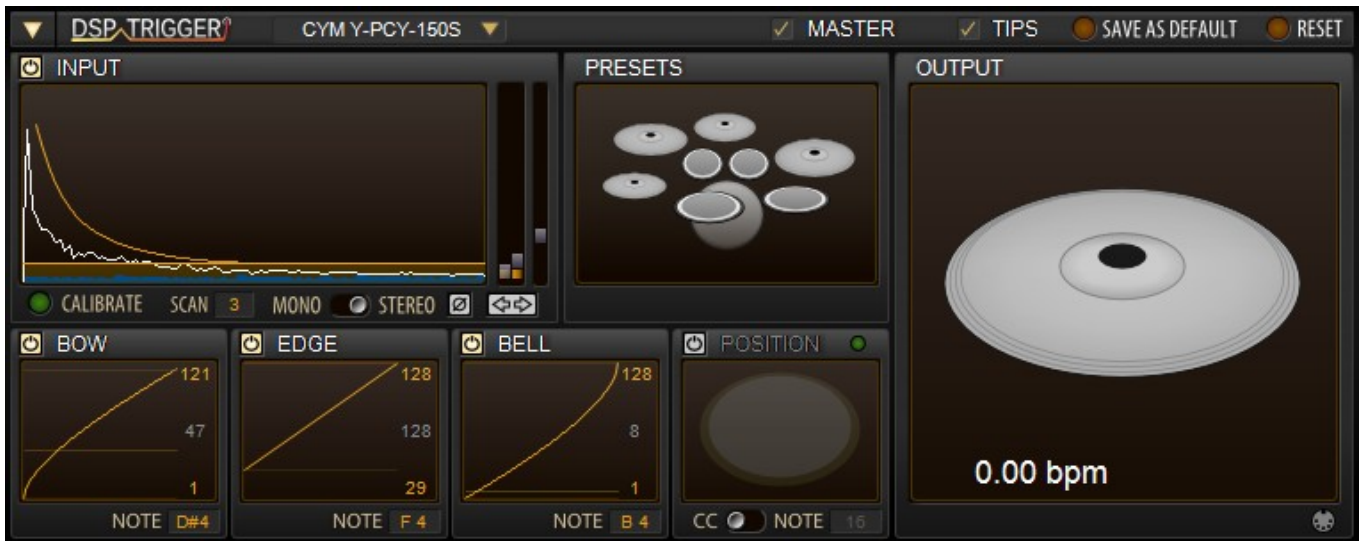 DSP TRIGGER CYM Y-PCY-150S MASTER TIPS SAVE AS DEFAULT RESET
INPUT PRESETS OUTPUT
CALIBRATE SCAN 3 MONO STEREO Ø
BOW EDGE BELL POSITION
121 128 128
47 128 8
1 29 1
0.00 bpm
NOTE D#4 NOTE F 4 NOTE B 4 CC NOTE 16